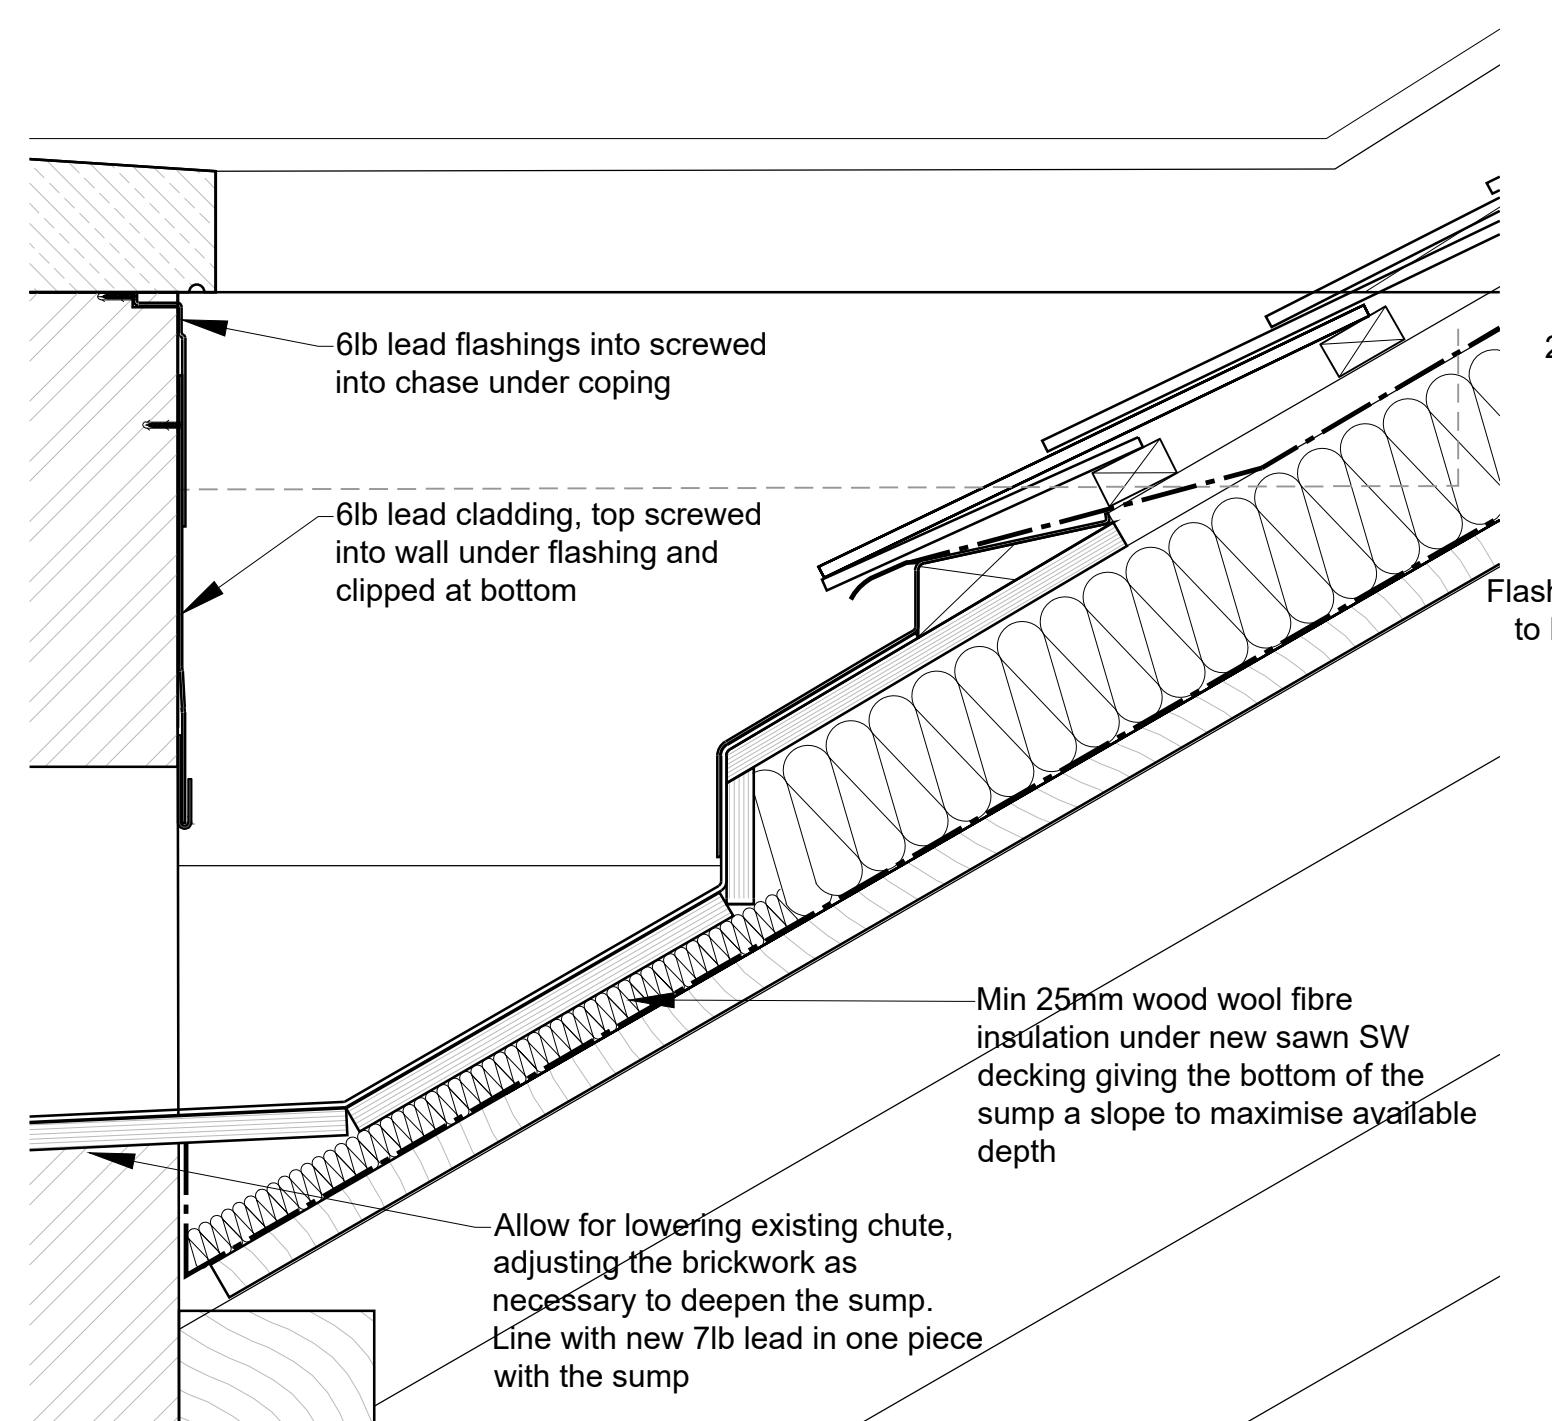 6lb lead flashings into screwed
into chase under coping
2
6lb lead cladding, top screwed
into wall under flashing and
clipped at bottom
Flash
to
Min 25mm wood wool fibre
insulation under new sawn SW
decking giving the bottom of the
sump a slope to maximise available
depth
Allow for lowering existing chute,
adjusting the brickwork as
necessary to deepen the sump.
Line with new 7lb lead in one piece
with the sump